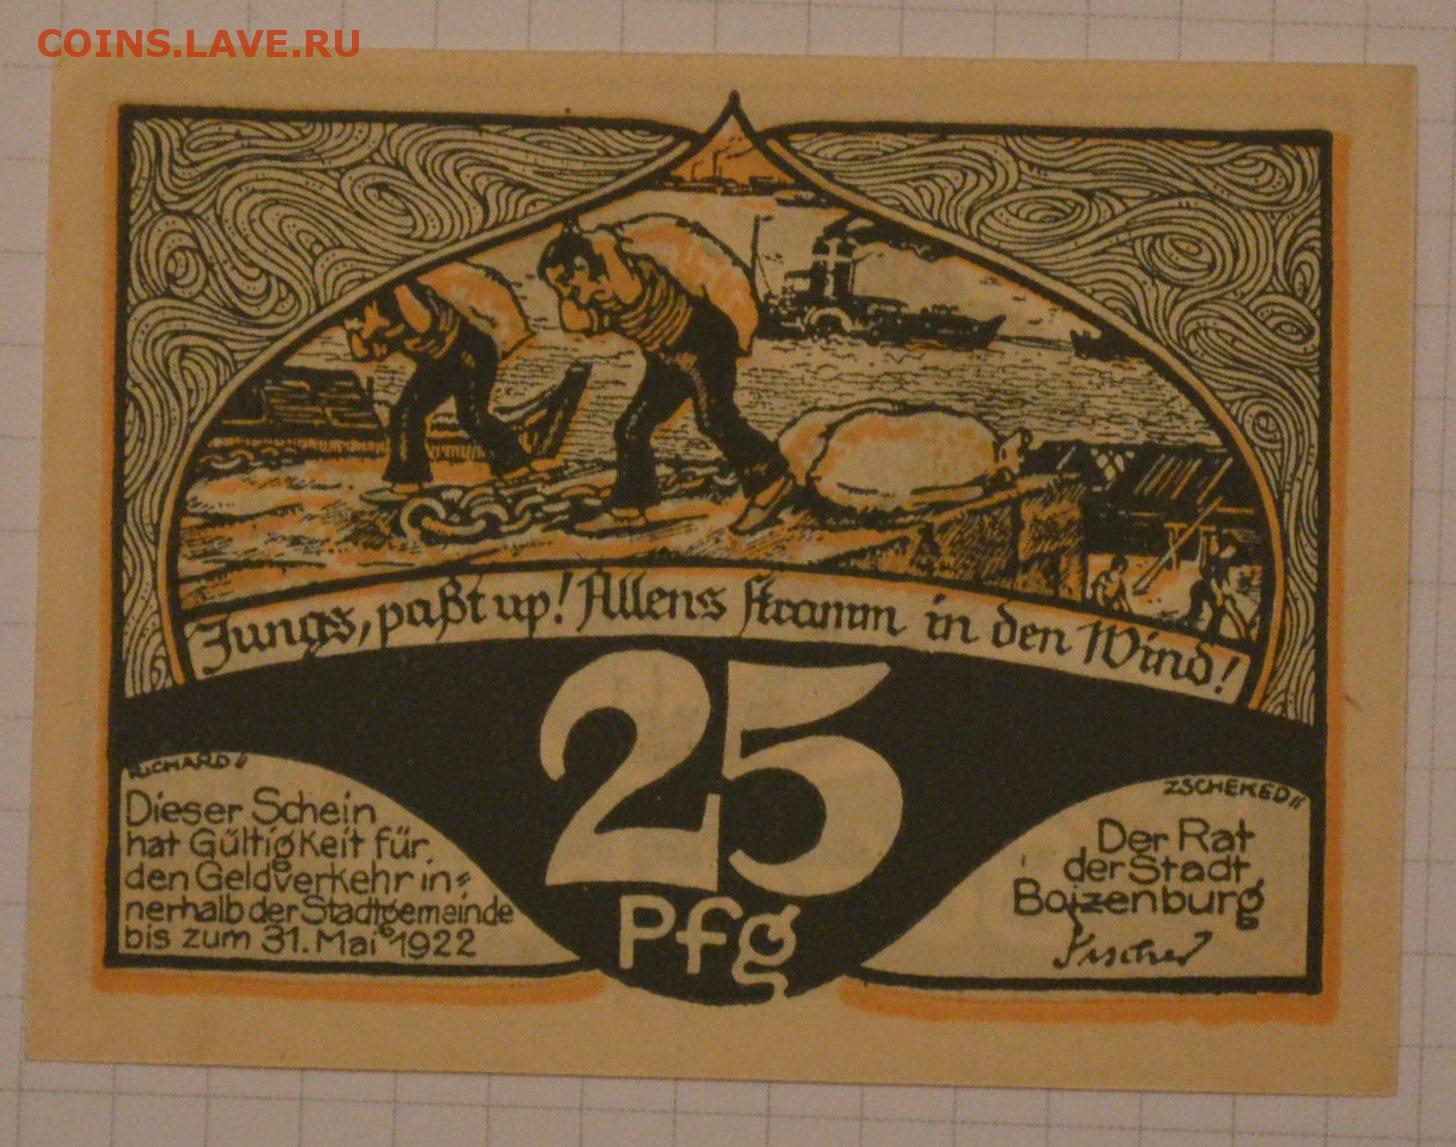 COINS.LAVE.RU
Jungs, paßt up! Allens stramm in den Wind!
25
Pfg
RICHARD
Dieser Schein
hat Gültigkeit für
den Geldverkehr in=
nerhalb der Stadtgemeinde
bis zum 31. Mai 1922
ZSCHEKED
Der Rat
der Stadt
Boizenburg
Fischer